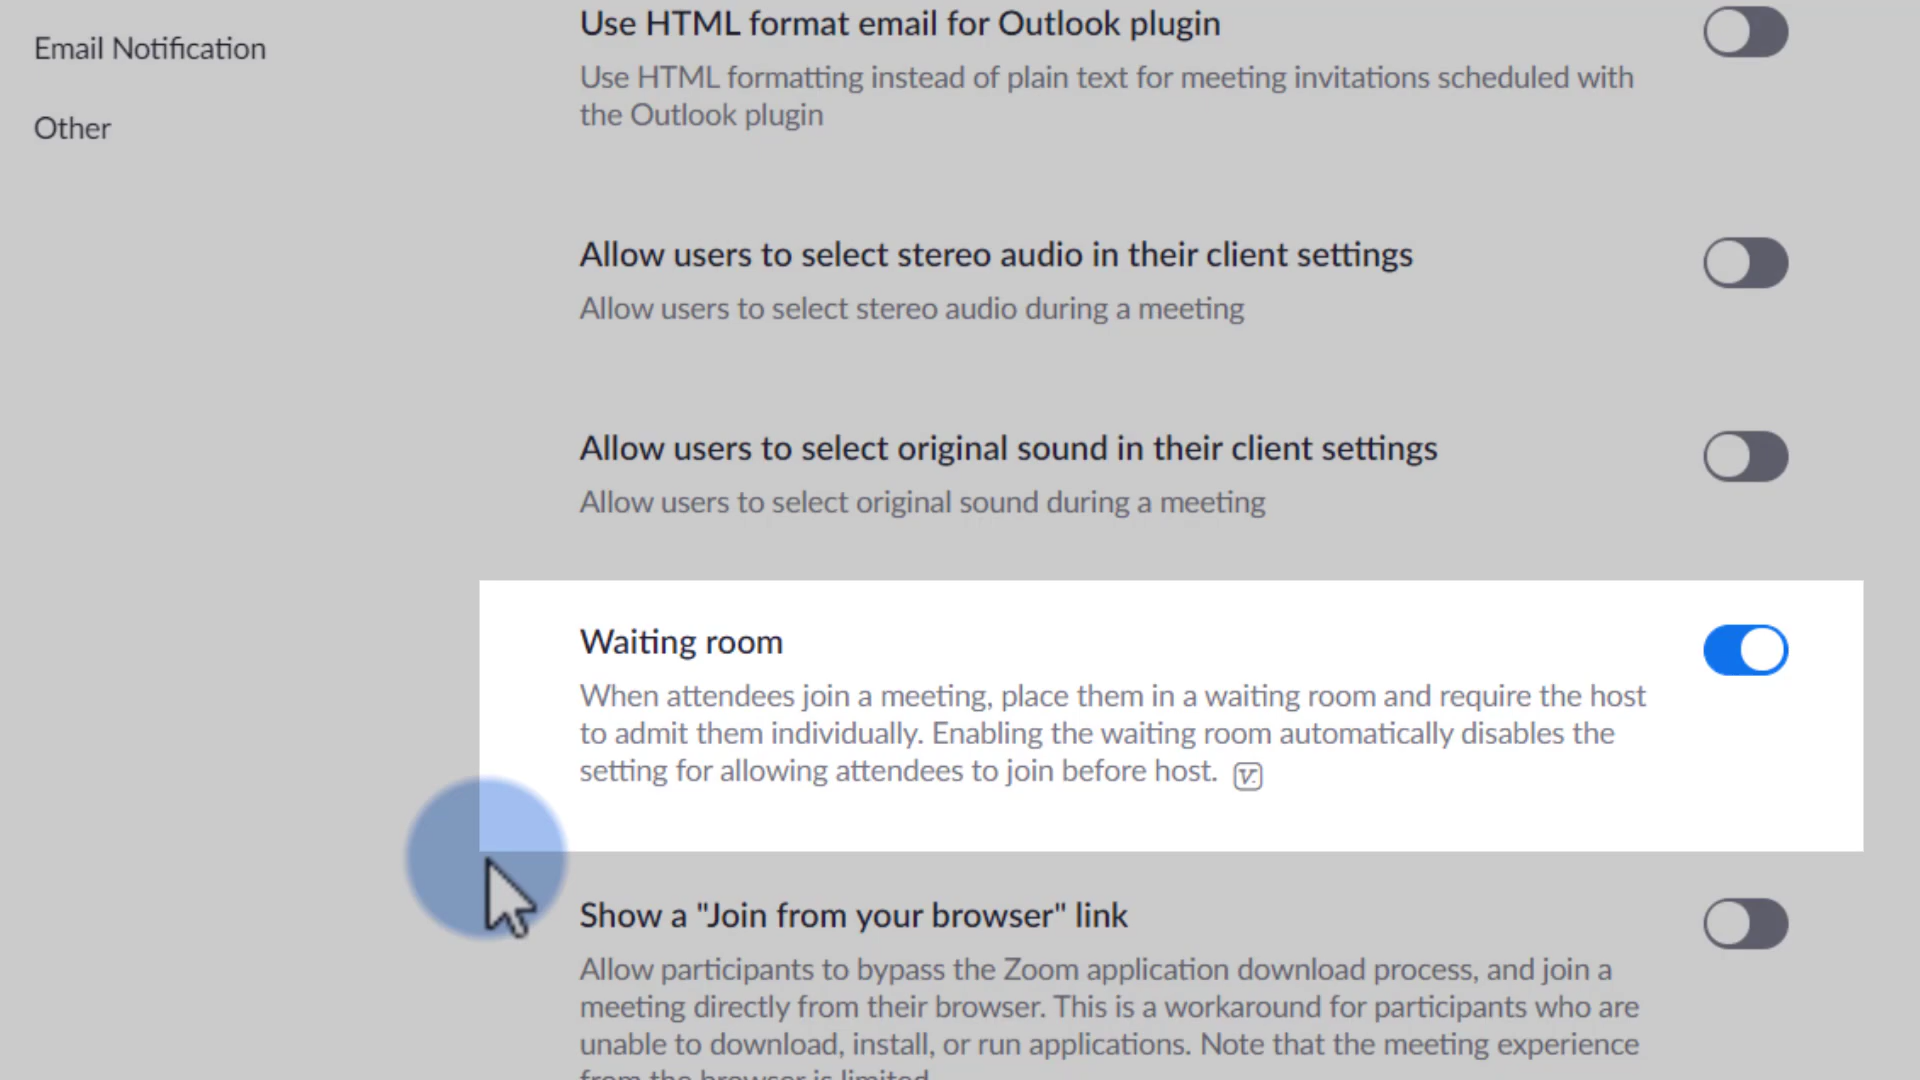 Email Notification
Other
Use HTML format email for Outlook plugin
Use HTML formatting instead of plain text for meeting invitations scheduled with
the Outlook plugin
Allow users to select stereo audio in their client settings
Allow users to select stereo audio during a meeting
Allow users to select original sound in their client settings
Allow users to select original sound during a meeting
Waiting room
When attendees join a meeting, place them in a waiting room and require the host
to admit them individually. Enabling the waiting room automatically disables the
setting for allowing attendees to join before host.
Show a "Join from your browser" link
Allow participants to bypass the Zoom application download process, and join a
meeting directly from their browser. This is a workaround for participants who are
unable to download, install, or run applications. Note that the meeting experience
from the browser is limited